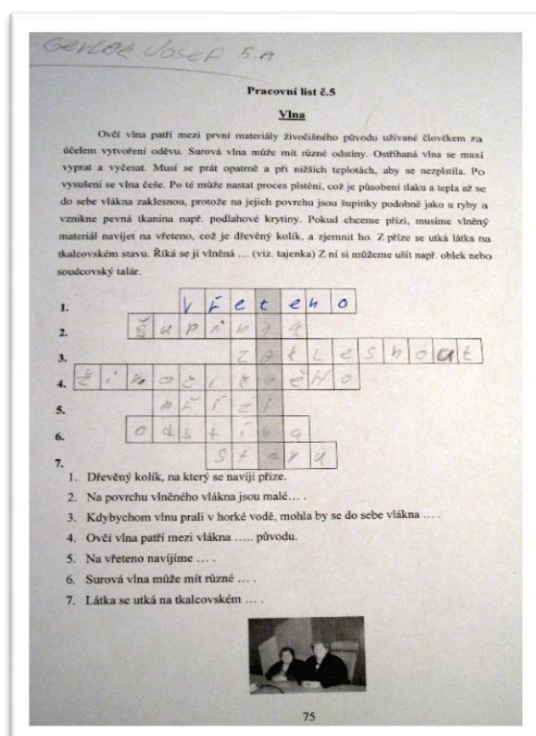 Josef 5.A
Pracovní list č.5
Vlna
Ovčí vlna patří mezi první materiály živočišného původu užívané člověkem za
účelem vytvoření oděvu. Surová vlna může mít různé odstíny. Ostříhaná vlna se musí
vyprat a vyčesat. Musí se prát opatrně a při nižších teplotách, aby se nezplstila. Po
vysušení se vlna češe. Po té může nastat proces plstění, což je působení tlaku a tepla až se
do sebe vlákna zaklesnou, protože na jejich povrchu jsou šupinky podobně jako u ryby a
vznikne pevná tkanina např. podlahové krytiny. Pokud chceme přízi, musíme vlněný
materiál navíjet na vřeteno, což je dřevěný kolík, a zjemnit ho. Z příze se utká látka na
tkalcovském stavu. Říká se jí vlněná … (viz. tajenka) Z ní si můžeme ušít např. oblek nebo
soudcovský talár.
1. vřeteno
2.
3.
4.
5. přízi
6.
7.
1. Dřevěný kolík, na který se navíjí příze.
2. Na povrchu vlněného vlákna jsou malé… .
3. Kdybychom vlnu prali v horké vodě, mohla by se do sebe vlákna … .
4. Ovčí vlna patří mezi vlákna ….. původu.
5. Na vřeteno navíjíme … .
6. Surová vlna může mít různé … .
7. Látka se utká na tkalcovském … .
75